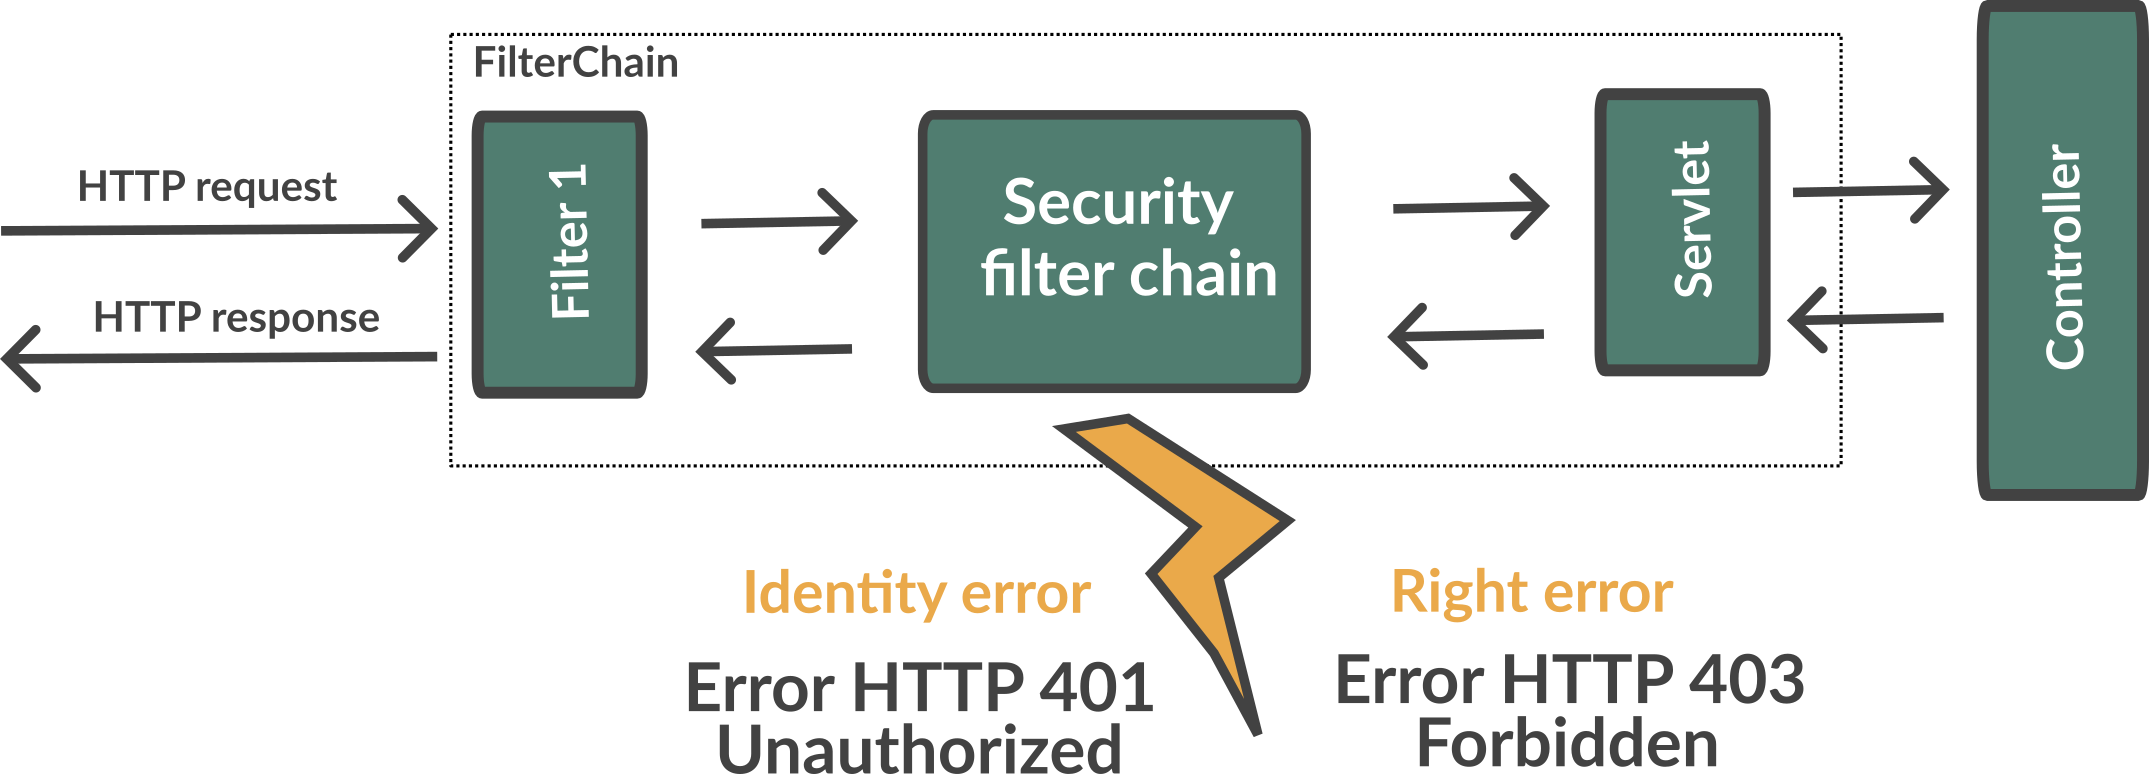 FilterChain
HTTP request
HTTP response
Filter 1
Security
filter chain
Servlet
Controller
Identity error
Error HTTP 401
Unauthorized
Right error
Error HTTP 403
Forbidden